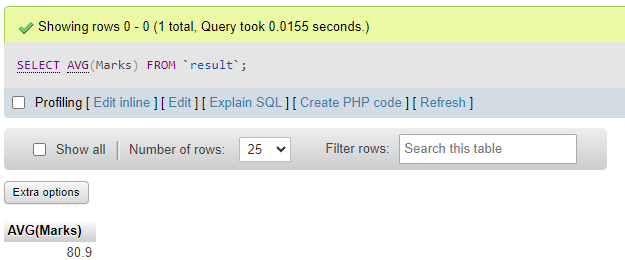 Showing rows 0 - 0 (1 total, Query took 0.0155 seconds.)
SELECT AVG(Marks) FROM `result`;
Profiling [ Edit inline ] [ Edit ] [ Explain SQL ] [ Create PHP code ] [ Refresh ]
Show all Number of rows: 25 Filter rows: Search this table
Extra options
AVG(Marks)
80.9